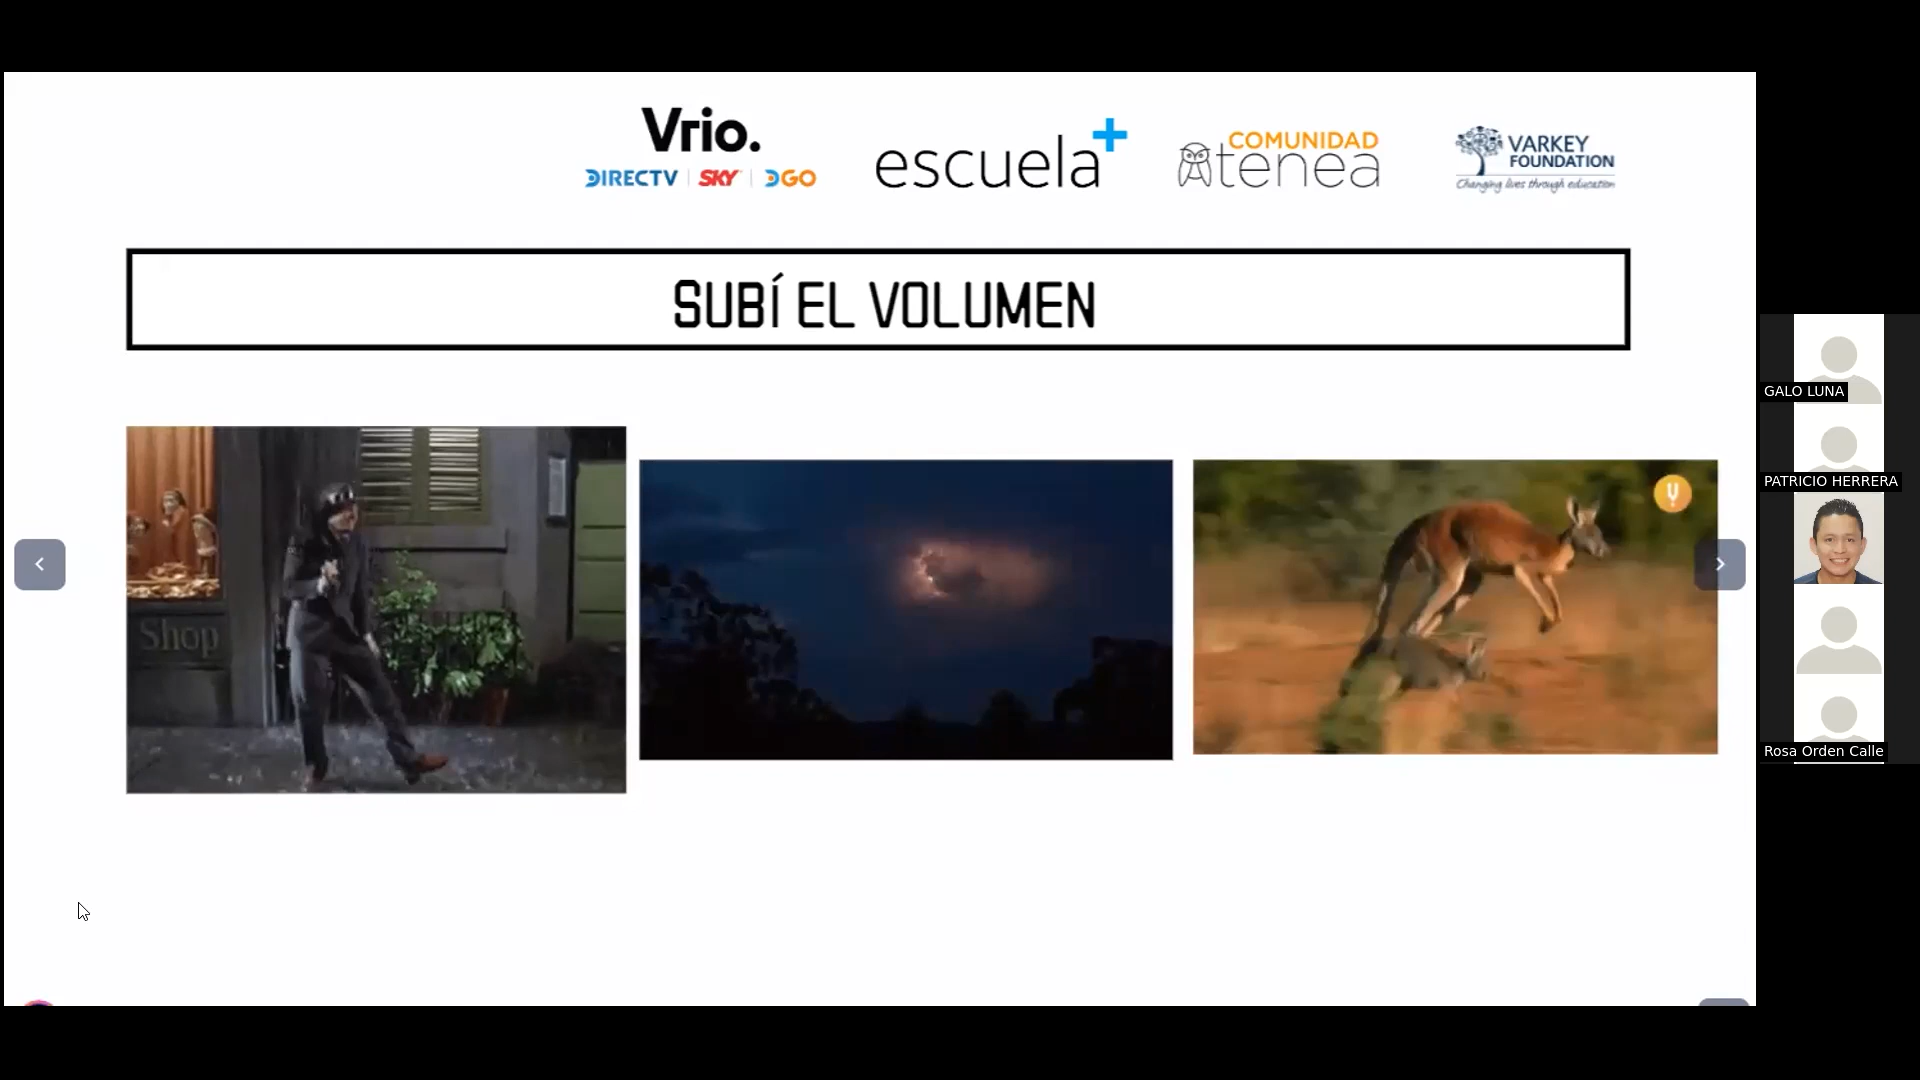 Vrio.
DIRECTV | SKY | DGO
escuela+
COMUNIDAD
atenea
VARKEY
FOUNDATION
Changing lives through education
SUBÍ EL VOLUMEN
Shop
GALO LUNA
PATRICIO HERRERA
Rosa Orden Calle